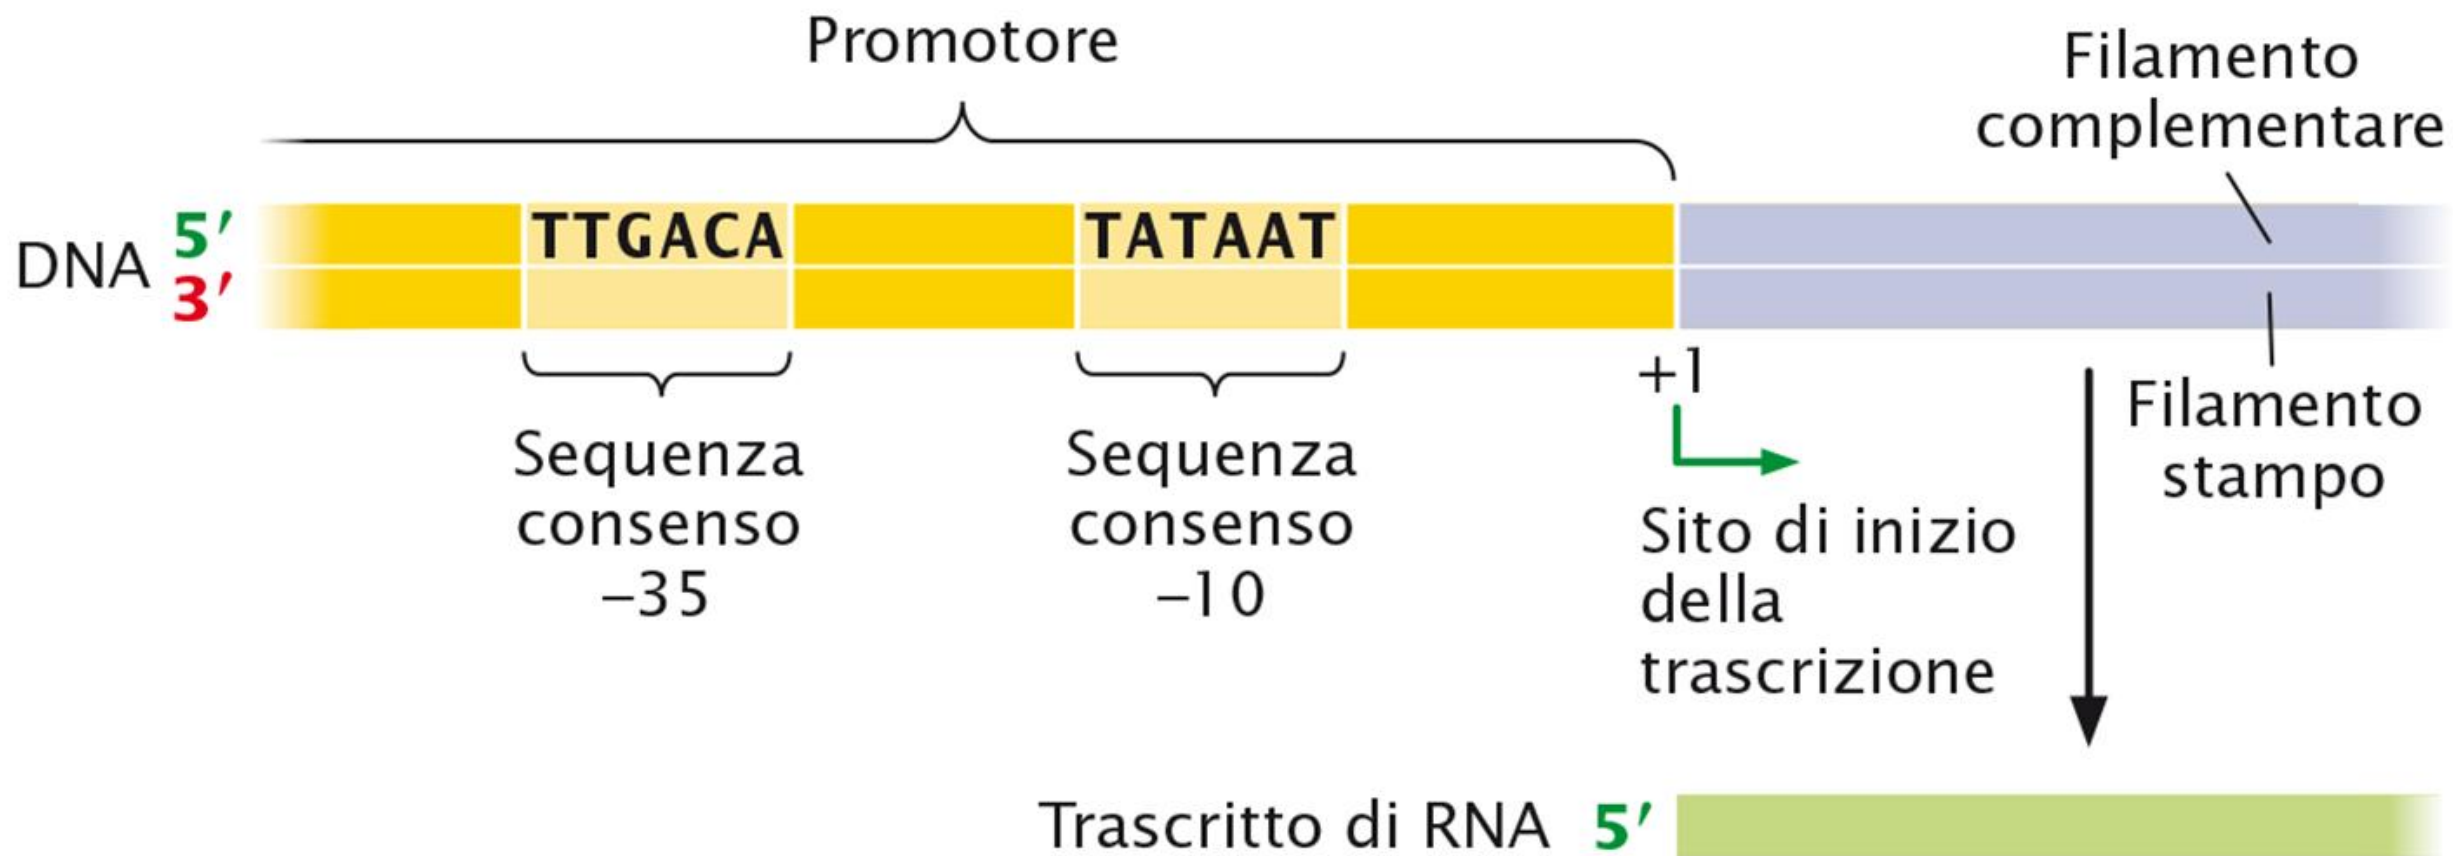 Promotore
Filamento
complementare
DNA
5′
3′
TTGACA
TATAAT
Sequenza
consenso
–35
Sequenza
consenso
–10
+1
Sito di inizio
della
trascrizione
Filamento
stampo
Trascritto di RNA 5′